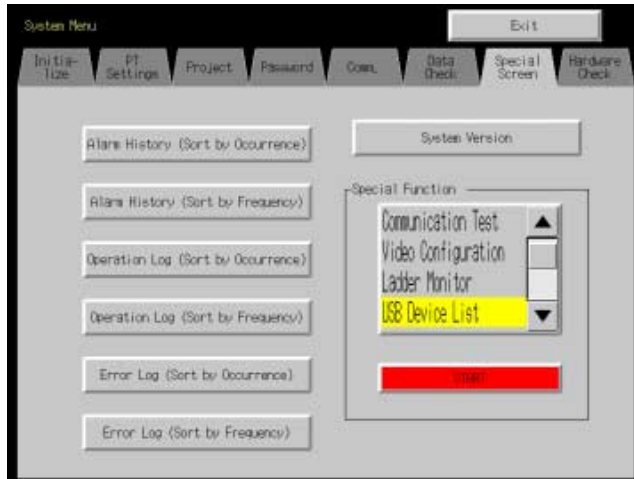 System Menu
Exit
Initia-
lize
PT
Settings
Project
Password
Comm.
Data
Check
Special
Screen
Hardware
Check
Alarm History (Sort by Occurrence)
System Version
Alarm History (Sort by Frequency)
Special Function
Communication Test
Video Configuration
Ladder Monitor
USB Device List
Operation Log (Sort by Occurrence)
Operation Log (Sort by Frequency)
START
Error Log (Sort by Occurrence)
Error Log (Sort by Frequency)